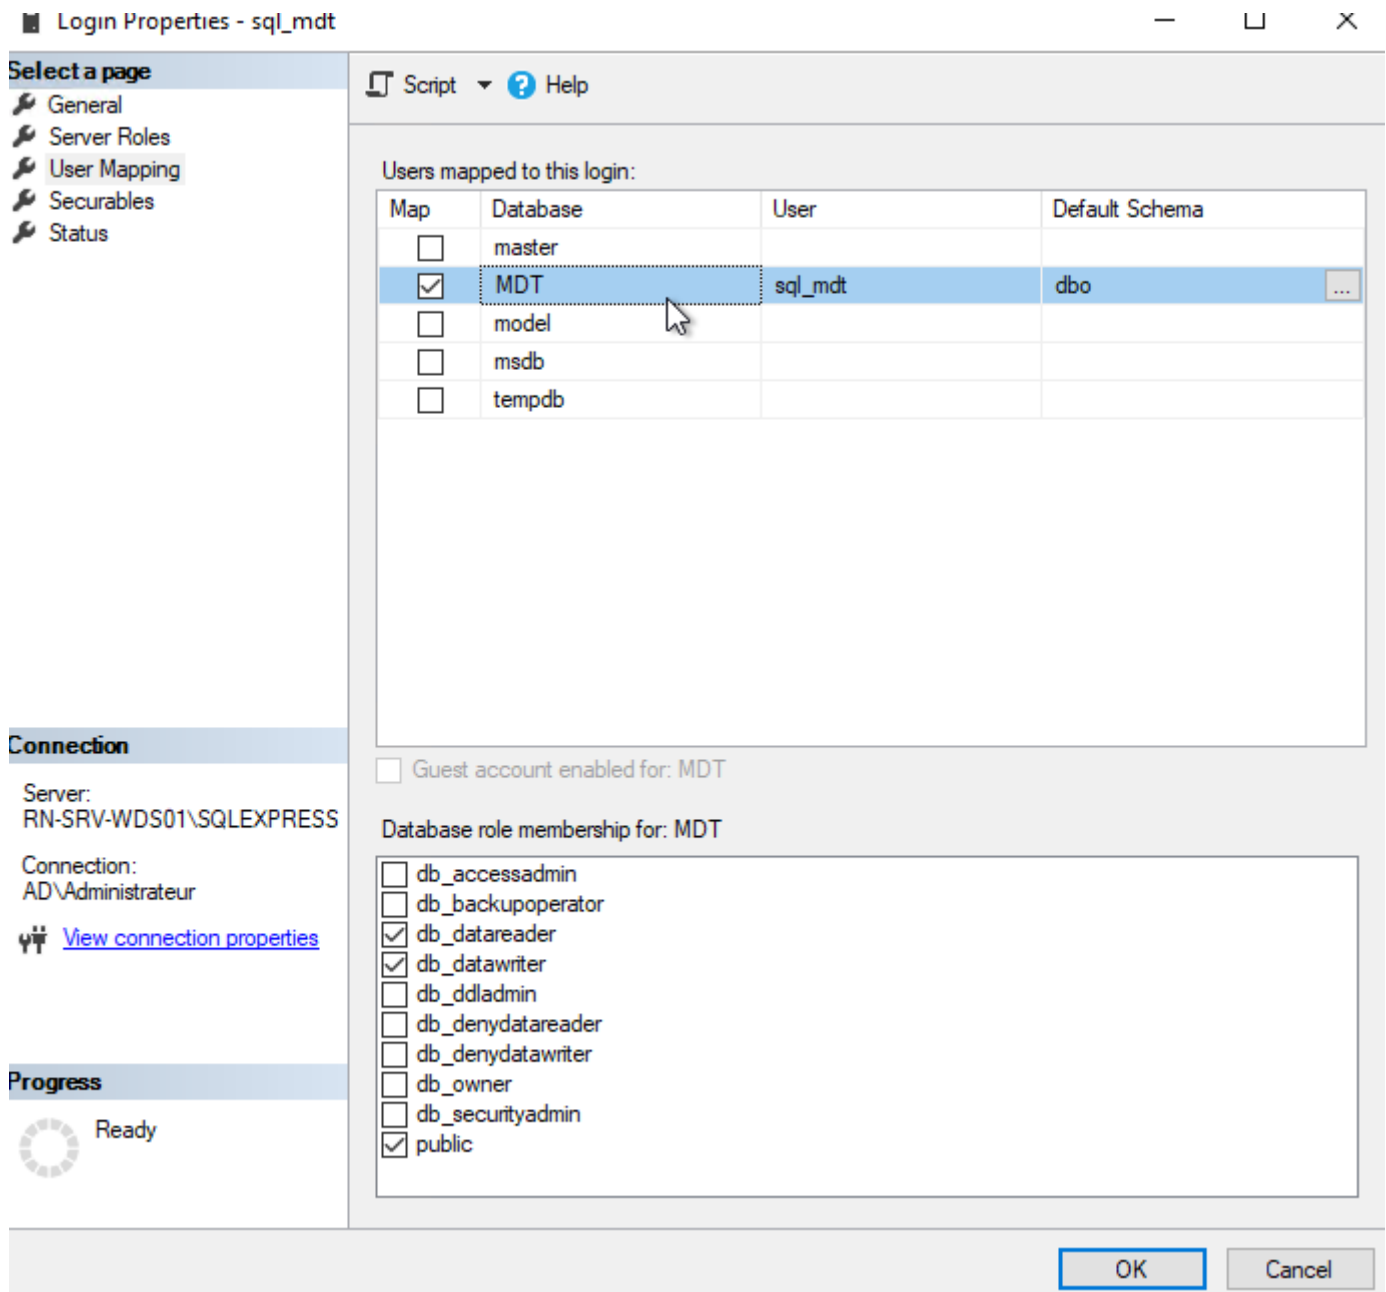 Login Properties - sql_mdt
Select a page
General
Server Roles
User Mapping
Securables
Status
Script
Help
Users mapped to this login:
Map Database User Default Schema
master
MDT sql_mdt dbo ...
model
msdb
tempdb
Guest account enabled for: MDT
Database role membership for: MDT
db_accessadmin
db_backupoperator
db_datareader
db_datawriter
db_ddladmin
db_denydatareader
db_denydatawriter
db_owner
db_securityadmin
public
Connection
Server:
RN-SRV-WDS01\SQLEXPRESS
Connection:
AD\Administrateur
View connection properties
Progress
Ready
OK
Cancel